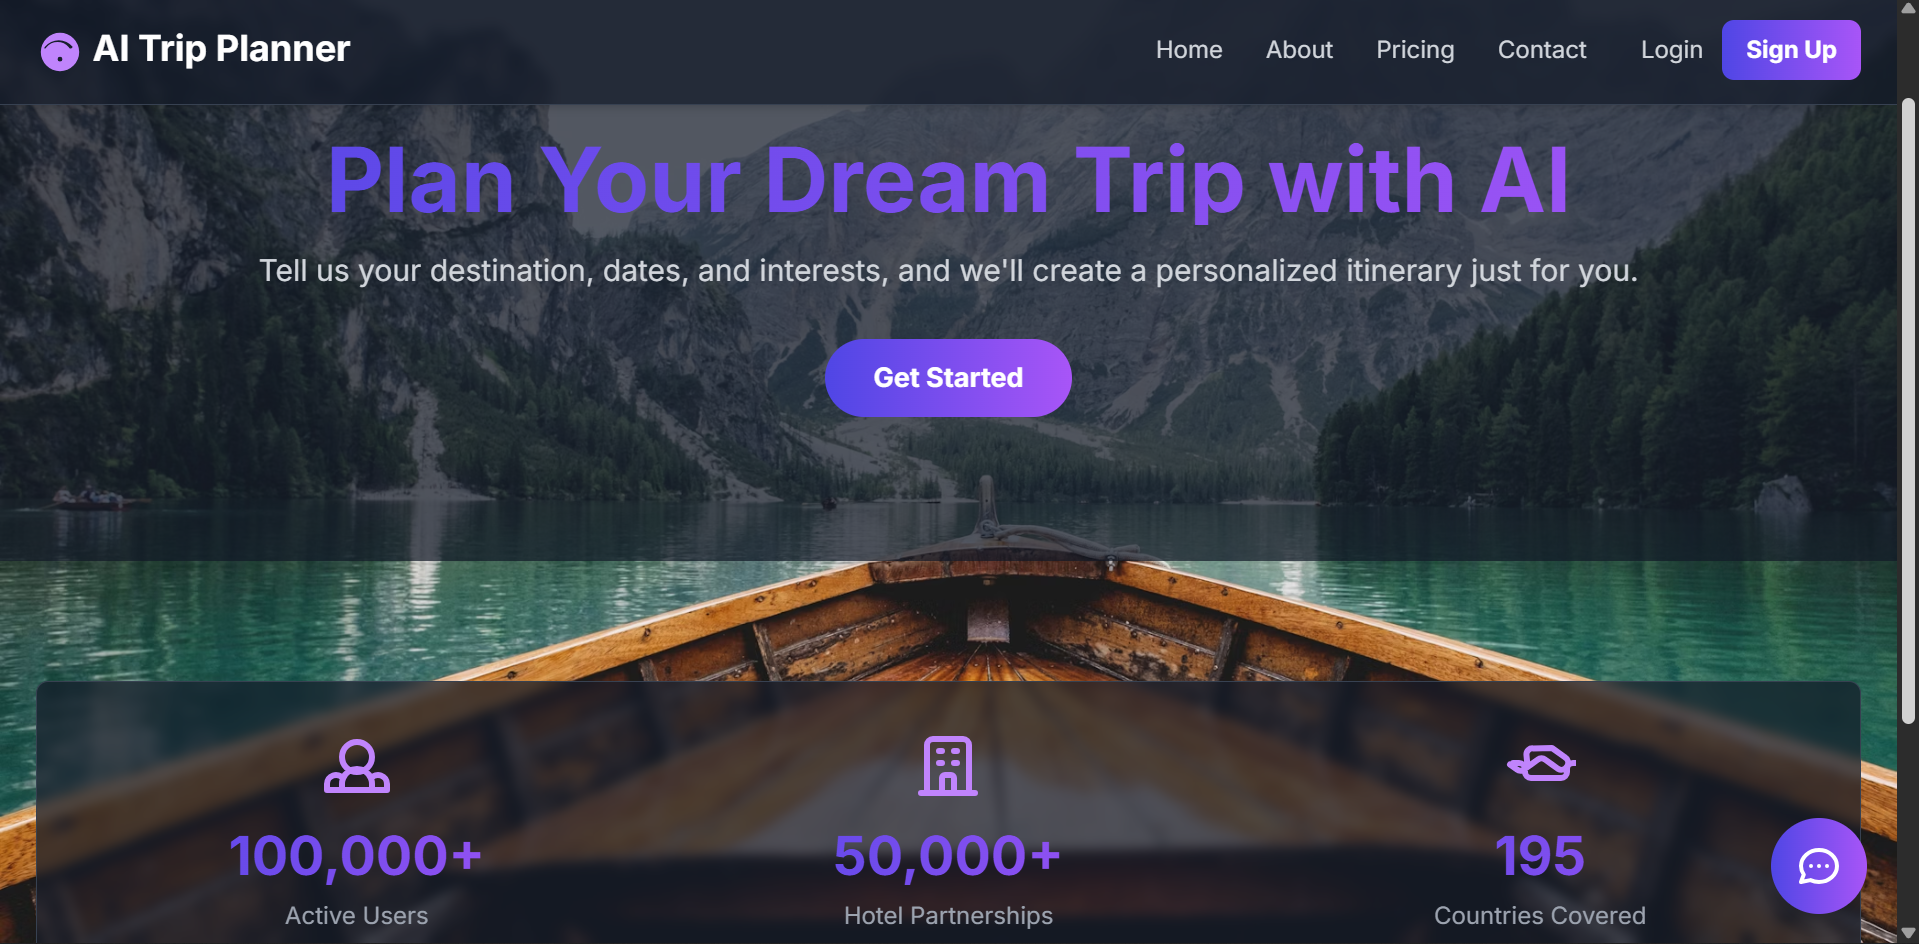 AI Trip Planner
Home About Pricing Contact Login Sign Up
Plan Your Dream Trip with AI
Tell us your destination, dates, and interests, and we'll create a personalized itinerary just for you.
Get Started
100,000+ 50,000+ 195
Active Users Hotel Partnerships Countries Covered